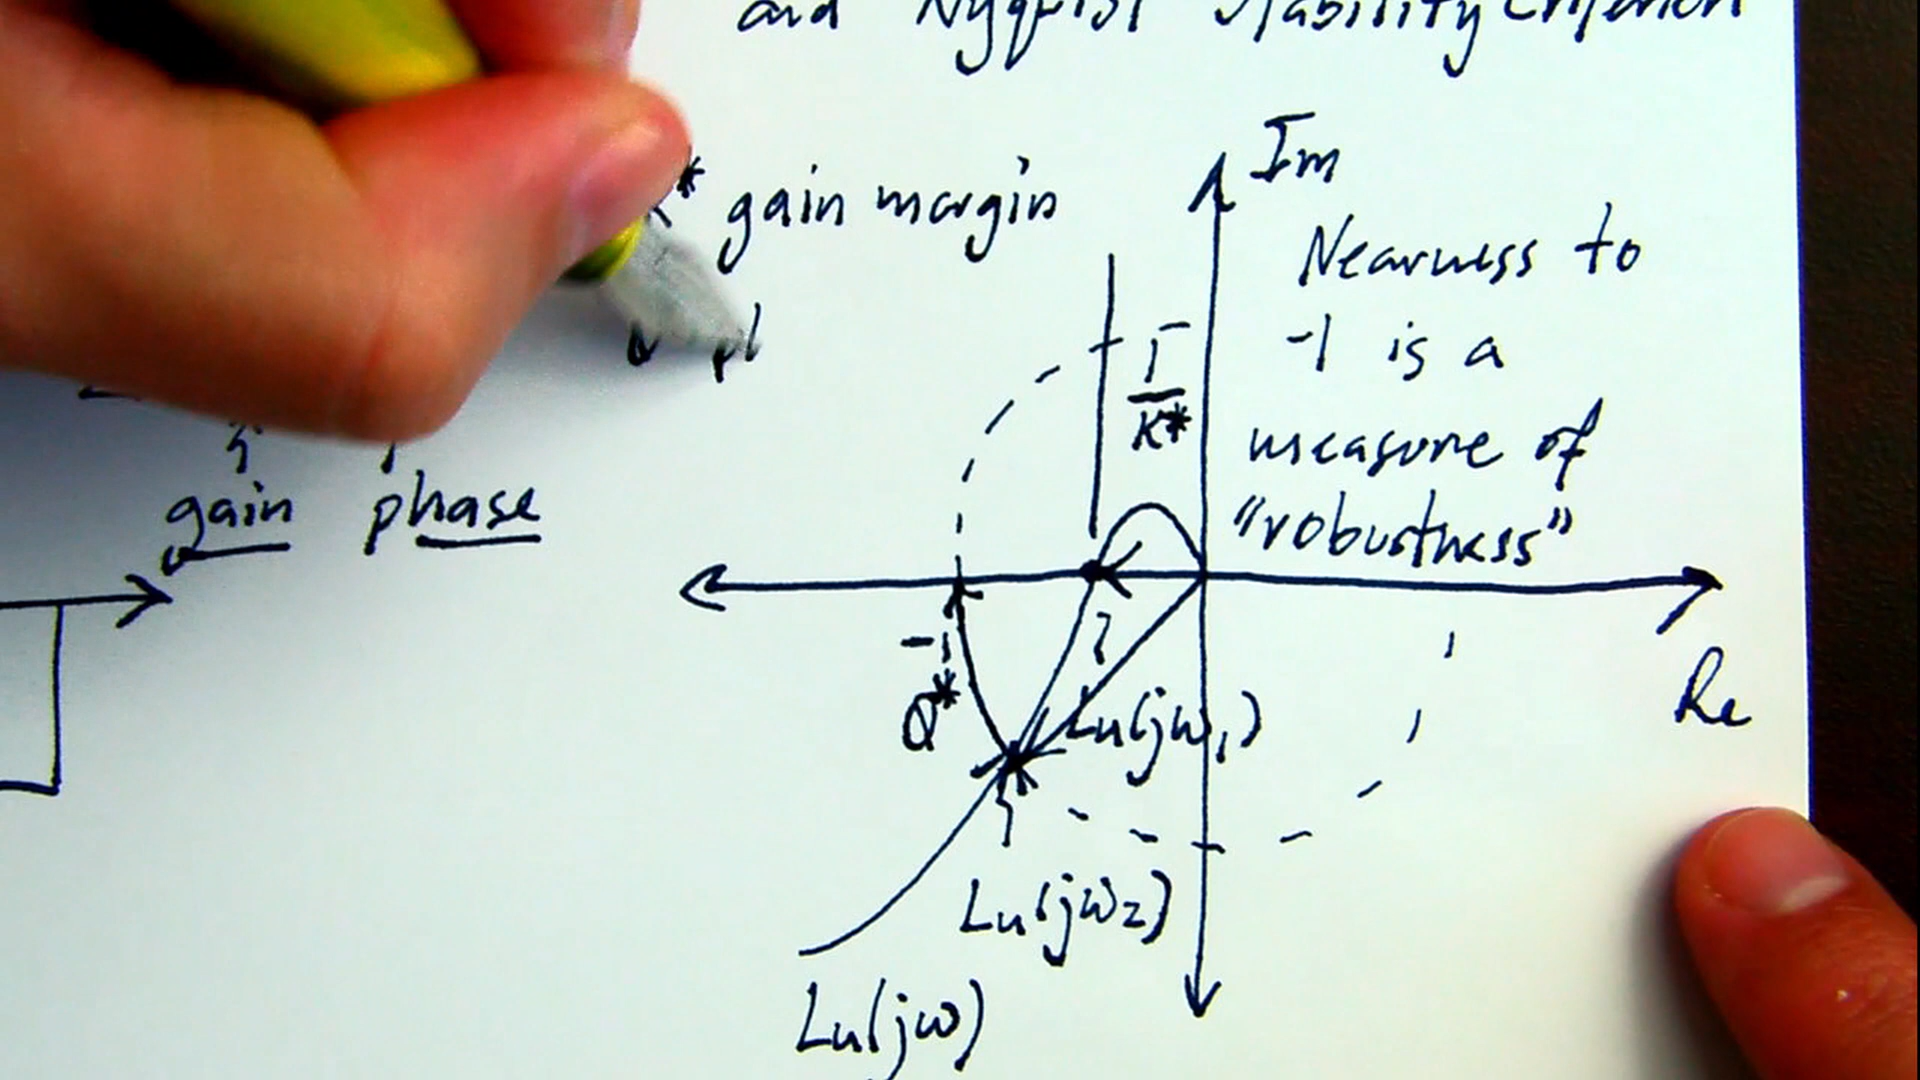 and Nyquist Stability Criterion
Im
K* gain margin
Nearness to
-1 is a
measure of
"robustness"
1
K*
gain phase
-1
Re
Lu(jω₁)
Lu(jω₂)
Lu(jω)